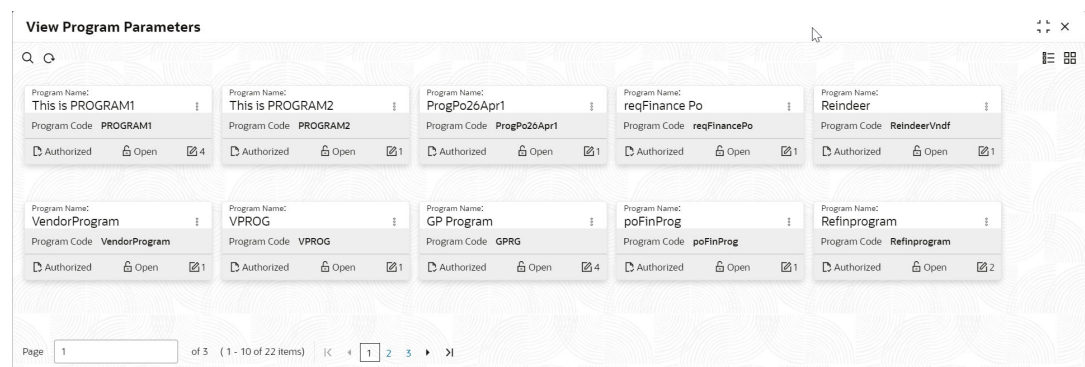 View Program Parameters
Program Name: Program Name: Program Name: Program Name: Program Name:
This is PROGRAM1 This is PROGRAM2 ProgPo26Apr1 reqFinance Po Reindeer
Program Code PROGRAM1 Program Code PROGRAM2 Program Code ProgPo26Apr1 Program Code reqFinancePo Program Code ReindeerVndf
Authorized Open 4 Authorized Open 1 Authorized Open 1 Authorized Open 1 Authorized Open 1
Program Name: Program Name: Program Name: Program Name: Program Name:
VendorProgram VPROG GP Program poFinProg Refinprogram
Program Code VendorProgram Program Code VPROG Program Code GPRG Program Code poFinProg Program Code Refinprogram
Authorized Open 1 Authorized Open 1 Authorized Open 4 Authorized Open 1 Authorized Open 2
Page 1 of 3 ( 1 - 10 of 22 items) 1 2 3